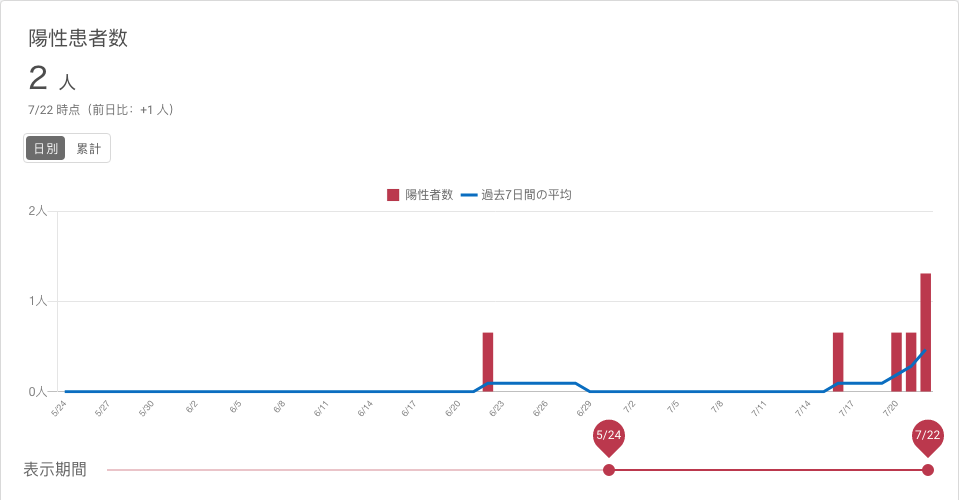 陽性患者数
2 人
7/22 時点（前日比：+1 人）
日別 累計
陽性者数 過去7日間の平均
2人
1人
0人
5/24 5/27 5/30 6/2 6/5 6/8 6/11 6/14 6/17 6/20 6/23 6/26 6/29 7/2 7/5 7/8 7/11 7/14 7/17 7/20
5/24 7/22
表示期間